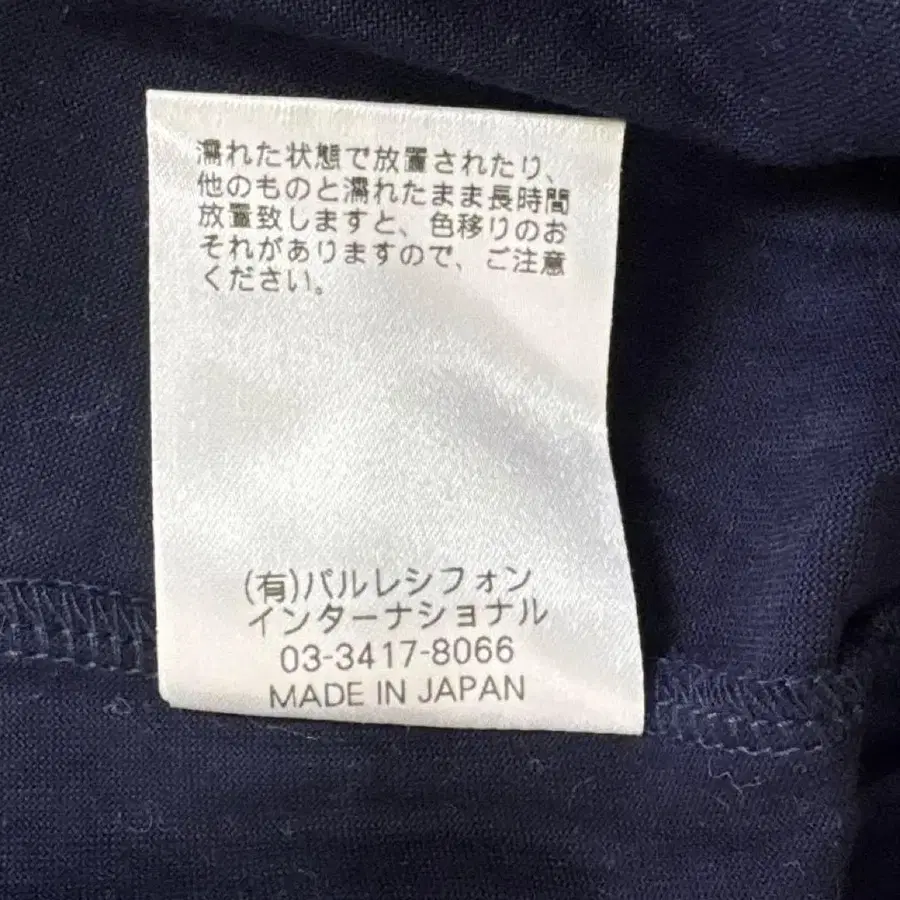 濡れた状態で放置されたり、
他のものと濡れたまま長時間
放置致しますと、色移りのお
それがありますので、ご注意
ください。
(有)パルレシフォン
インターナショナル
03-3417-8066
MADE IN JAPAN